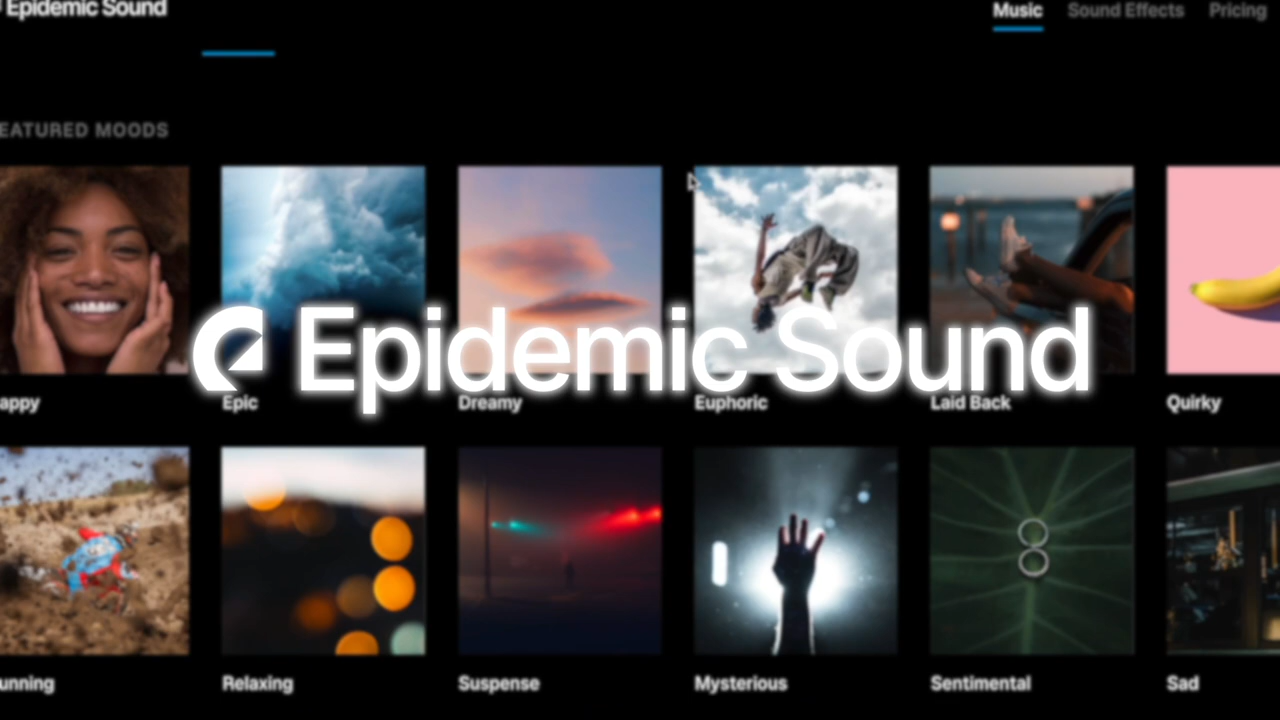 Epidemic Sound
Music Sound Effects Pricing
EATURED MOODS
Epidemic Sound
appy Epic Dreamy Euphoric Laid Back Quirky
unning Relaxing Suspense Mysterious Sentimental Sad